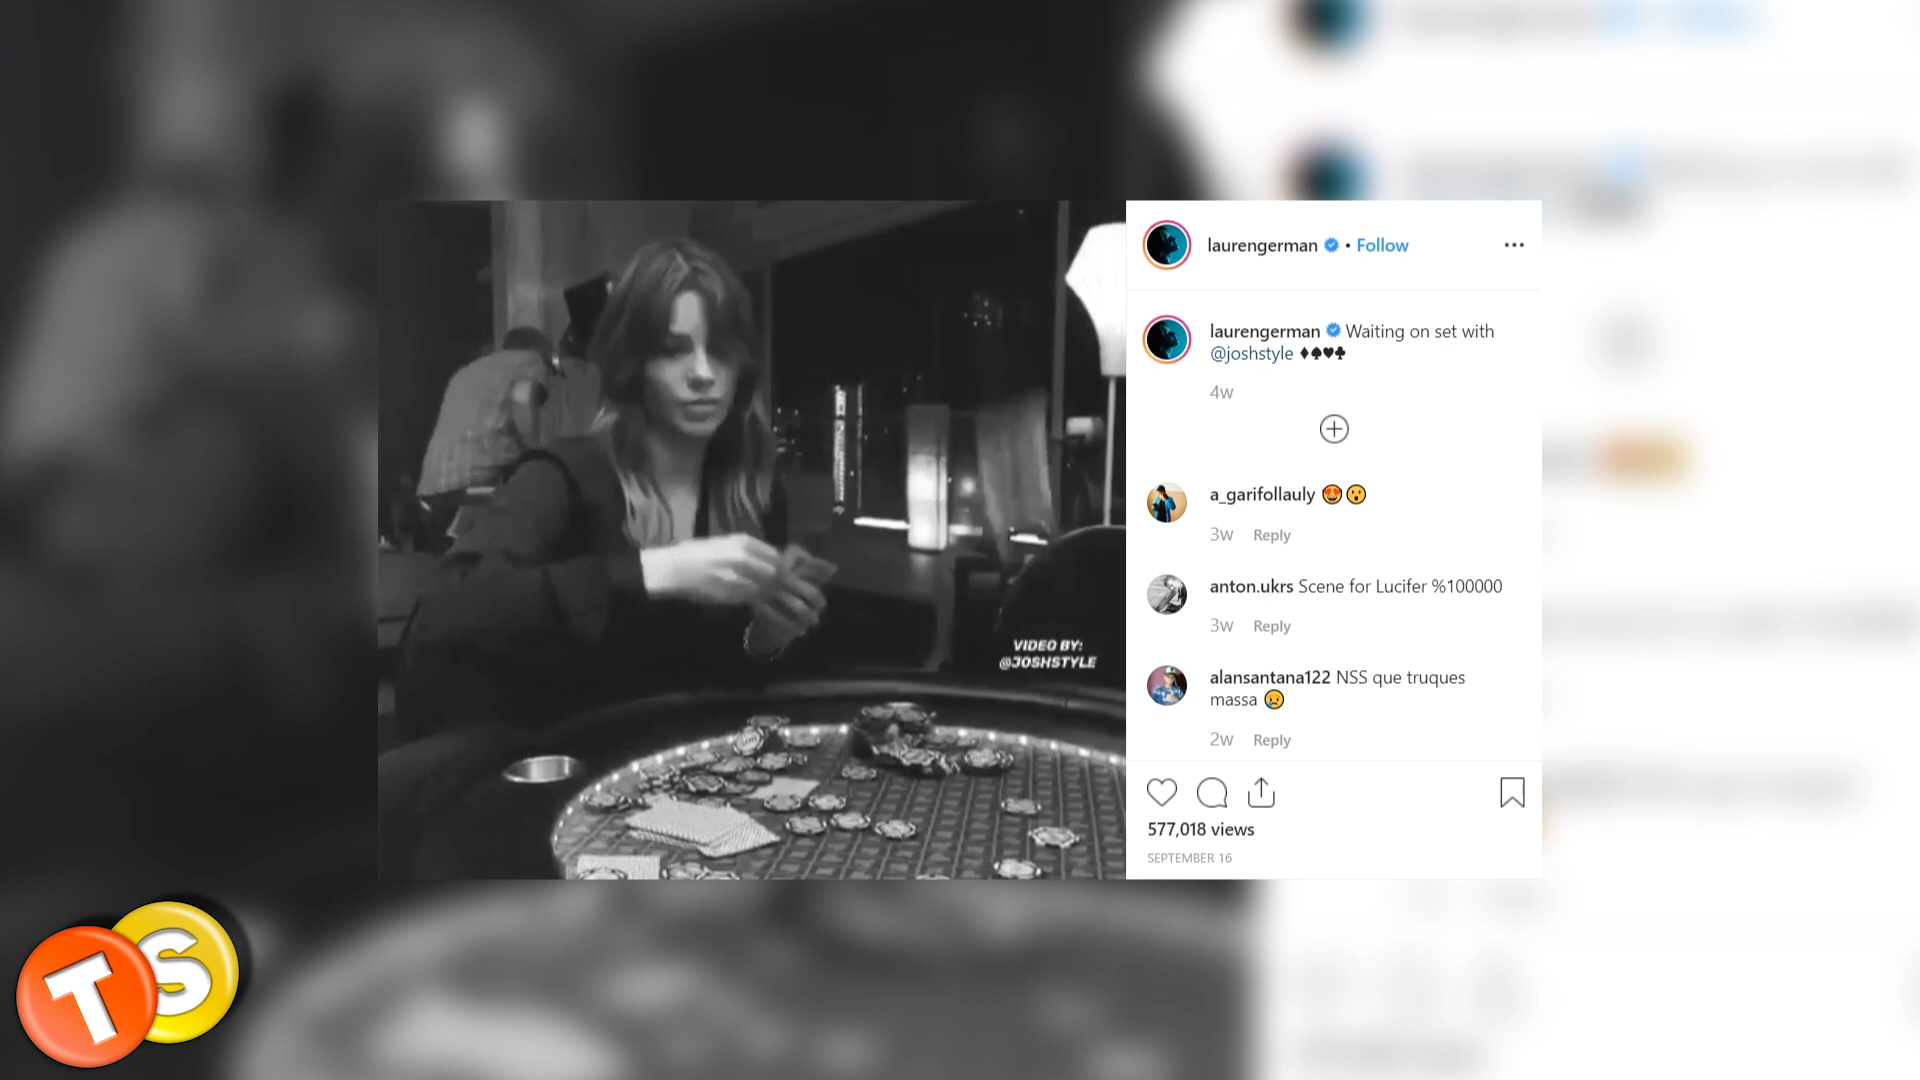 laurengerman • Follow
laurengerman Waiting on set with
@joshstyle ♦♠♥♣
4w
a_garifollauly 😍😮
3w Reply
anton.ukrs Scene for Lucifer %100000
3w Reply
alansantana122 NSS que truques
massa 😥
2w Reply
577,018 views
SEPTEMBER 16
VIDEO BY:
@JOSHSTYLE
TS